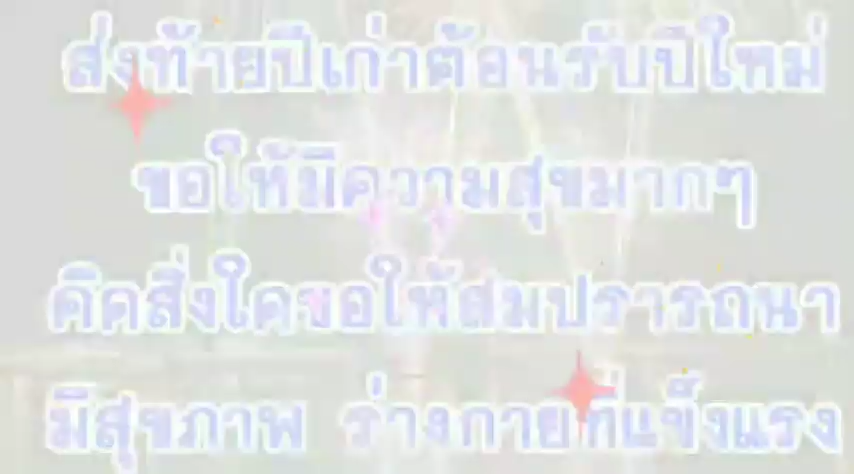 ส่งท้ายปีเก่าต้อนรับปีใหม่
ขอให้มีความสุขมากๆ
คิดสิ่งใดขอให้สมปรารถนา
มีสุขภาพ ร่างกายที่แข็งแรง